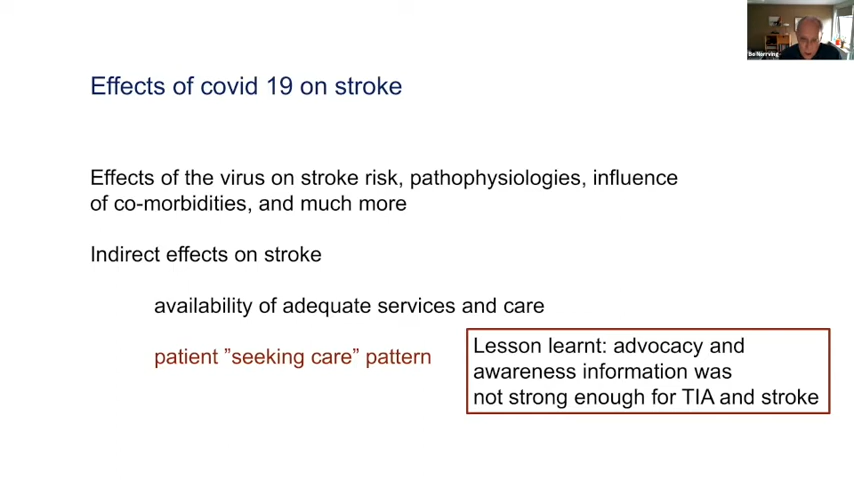 Bo Norrving
Effects of covid 19 on stroke
Effects of the virus on stroke risk, pathophysiologies, influence
of co-morbidities, and much more
Indirect effects on stroke
availability of adequate services and care
patient ”seeking care” pattern
Lesson learnt: advocacy and
awareness information was
not strong enough for TIA and stroke